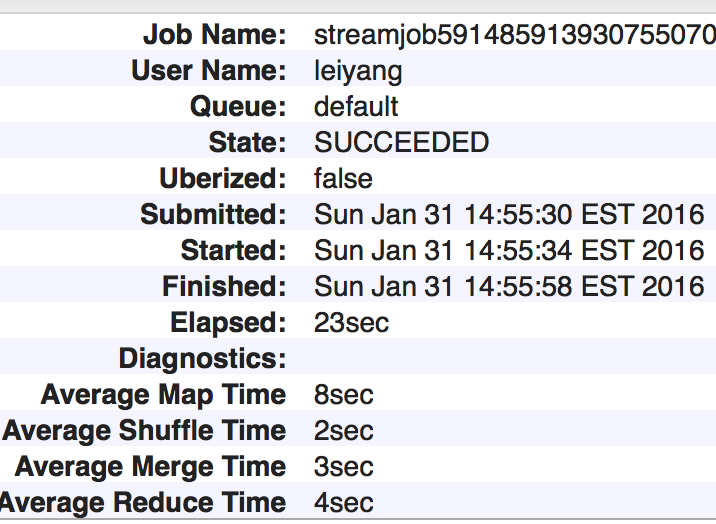 Job Name: streamjob591485913930755070
User Name: leiyang
Queue: default
State: SUCCEEDED
Uberized: false
Submitted: Sun Jan 31 14:55:30 EST 2016
Started: Sun Jan 31 14:55:34 EST 2016
Finished: Sun Jan 31 14:55:58 EST 2016
Elapsed: 23sec
Diagnostics:
Average Map Time 8sec
Average Shuffle Time 2sec
Average Merge Time 3sec
Average Reduce Time 4sec